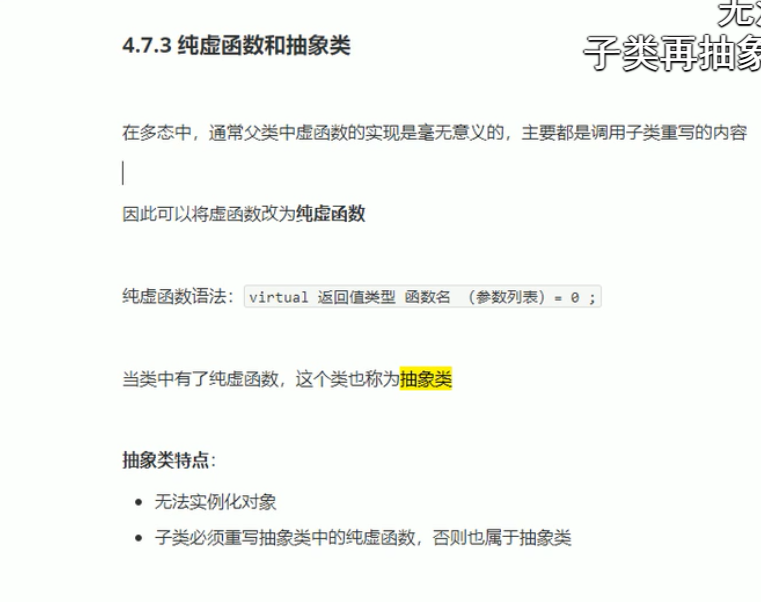 无
子类再抽象
4.7.3 纯虚函数和抽象类
在多态中，通常父类中虚函数的实现是毫无意义的，主要都是调用子类重写的内容
因此可以将虚函数改为纯虚函数
纯虚函数语法：virtual 返回值类型 函数名 （参数列表）= 0 ;
当类中有了纯虚函数，这个类也称为抽象类
抽象类特点：
• 无法实例化对象
• 子类必须重写抽象类中的纯虚函数，否则也属于抽象类